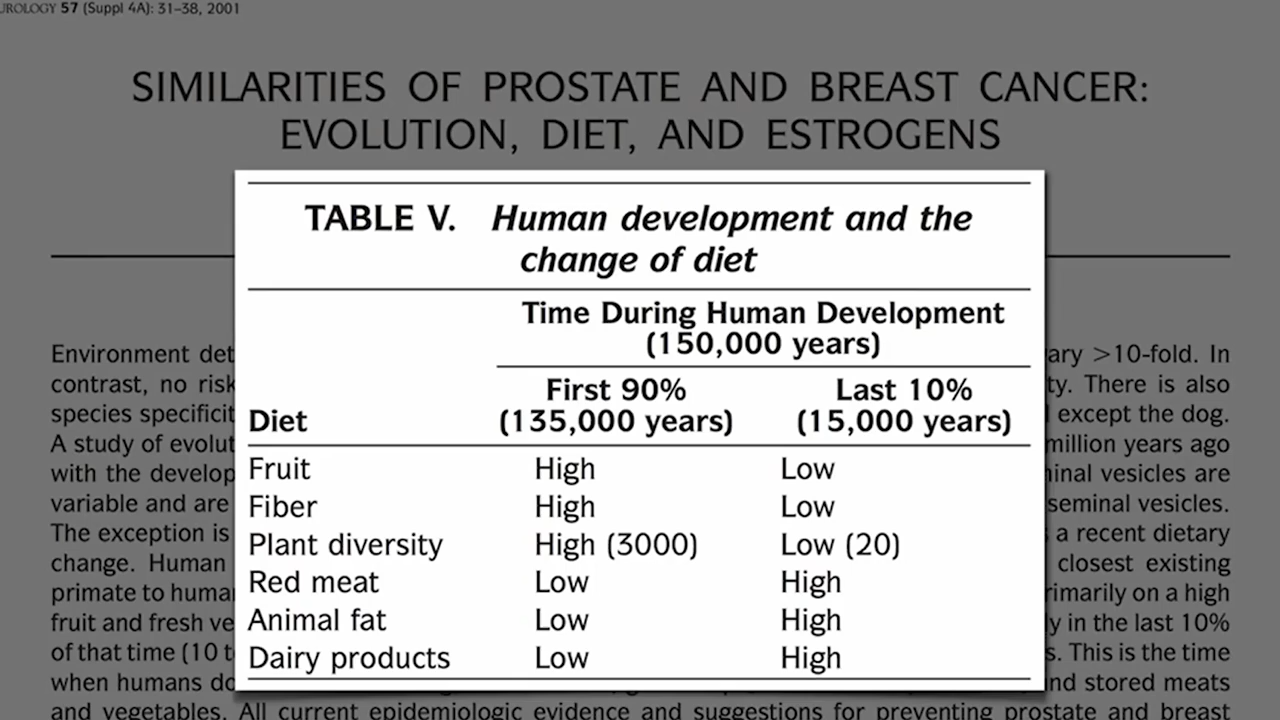 UROLOGY 57 (Suppl 4A): 31–38, 2001
SIMILARITIES OF PROSTATE AND BREAST CANCER:
EVOLUTION, DIET, AND ESTROGENS
TABLE V. Human development and the
change of diet
Time During Human Development
(150,000 years)
First 90% Last 10%
Diet (135,000 years) (15,000 years)
Fruit High Low
Fiber High Low
Plant diversity High (3000) Low (20)
Red meat Low High
Animal fat Low High
Dairy products Low High
Environment det ary >10-fold. In
contrast, no risk ty. There is also
species specificit l except the dog.
A study of evolut million years ago
with the develop inal vesicles are
variable and are seminal vesicles.
The exception is a recent dietary
change. Human closest existing
primate to huma rimarily on a high
fruit and fresh ve ly in the last 10%
of that time (10 t s. This is the time
when humans do nd stored meats
and vegetables. All current epidemiologic evidence and suggestions for preventing prostate and breast